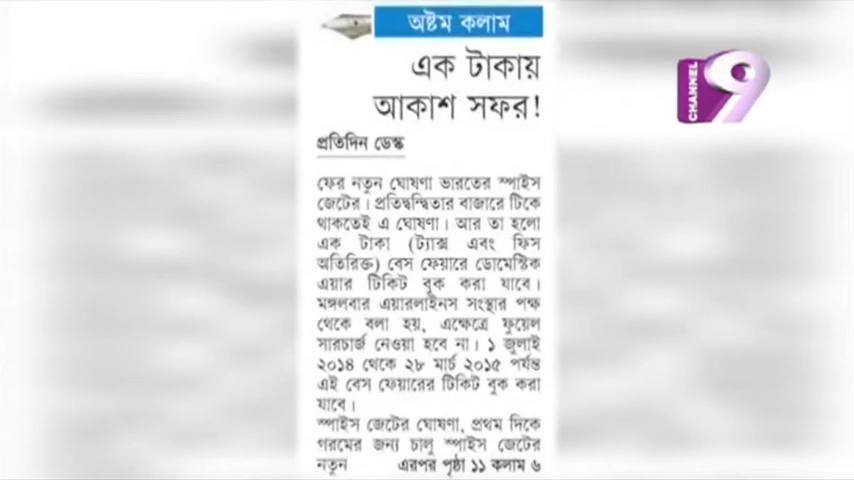 অষ্টম কলাম
এক টাকায়
আকাশ সফর!
প্রতিদিন ডেস্ক
ফের নতুন ঘোষণা ভারতের স্পাইস
জেটের। প্রতিদ্বন্দ্বিতার বাজারে টিকে
থাকতেই এ ঘোষণা। আর তা হলো
এক টাকা (ট্যাক্স এবং ফিস
অতিরিক্ত) বেস ফেয়ারে ডোমেস্টিক
এয়ার টিকিট বুক করা যাবে।
মঙ্গলবার এয়ারলাইনস সংস্থার পক্ষ
থেকে বলা হয়, এক্ষেত্রে ফুয়েল
সারচার্জ নেওয়া হবে না। ১ জুলাই
২০১৪ থেকে ২৮ মার্চ ২০১৫ পর্যন্ত
এই বেস ফেয়ারের টিকিট বুক করা
যাবে।
স্পাইস জেটের ঘোষণা, প্রথম দিকে
গরমের জন্য চালু স্পাইস জেটের
নতুন এরপর পৃষ্ঠা ১১ কলাম ৬
CHANNEL 9